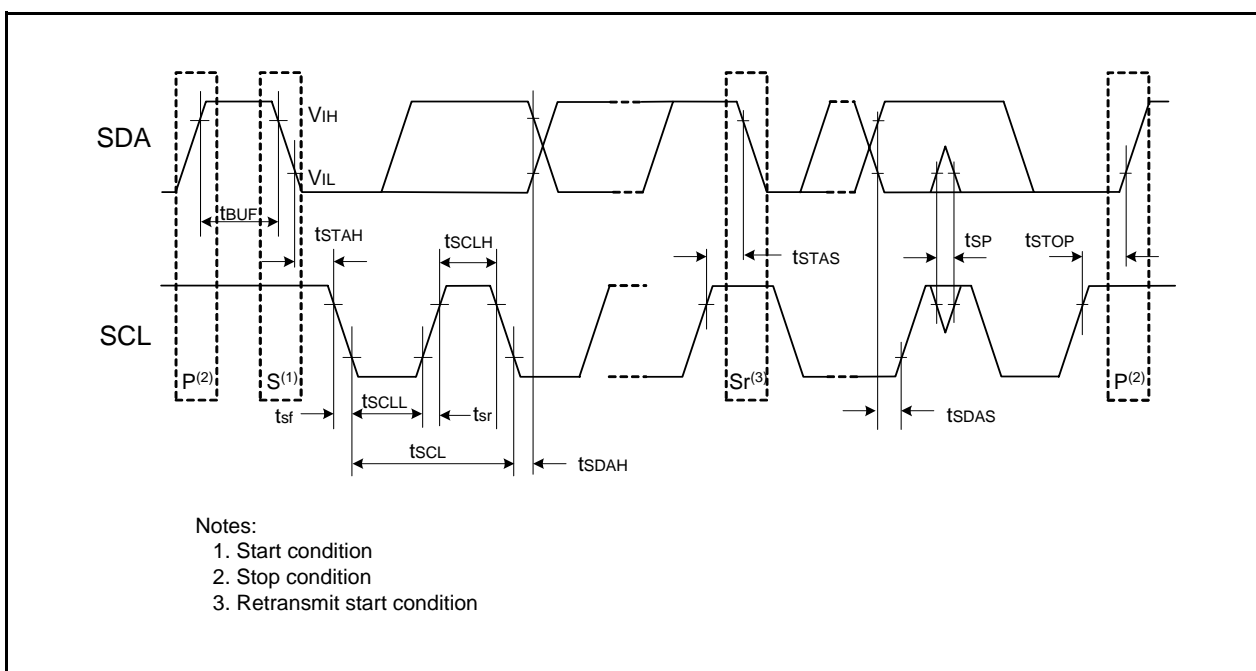 VIH
SDA
VIL
tBUF
tSTAH
tSCLH
tSTAS
tSP
tSTOP
SCL
P(2)
S(1)
Sr(3)
P(2)
tsf
tSCLL
tsr
tSDAS
tSCL
tSDAH
Notes:
1. Start condition
2. Stop condition
3. Retransmit start condition